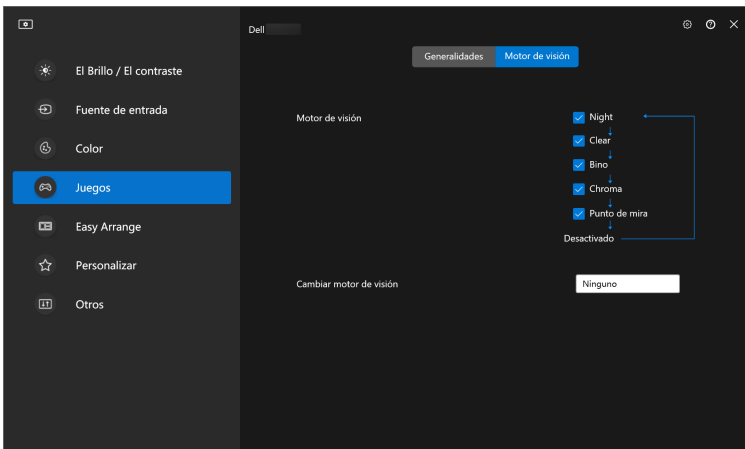 Dell
Generalidades
Motor de visión
El Brillo / El contraste
Fuente de entrada
Color
Juegos
Easy Arrange
Personalizar
Otros
Motor de visión
Night
Clear
Bino
Chroma
Punto de mira
Desactivado
Cambiar motor de visión
Ninguno